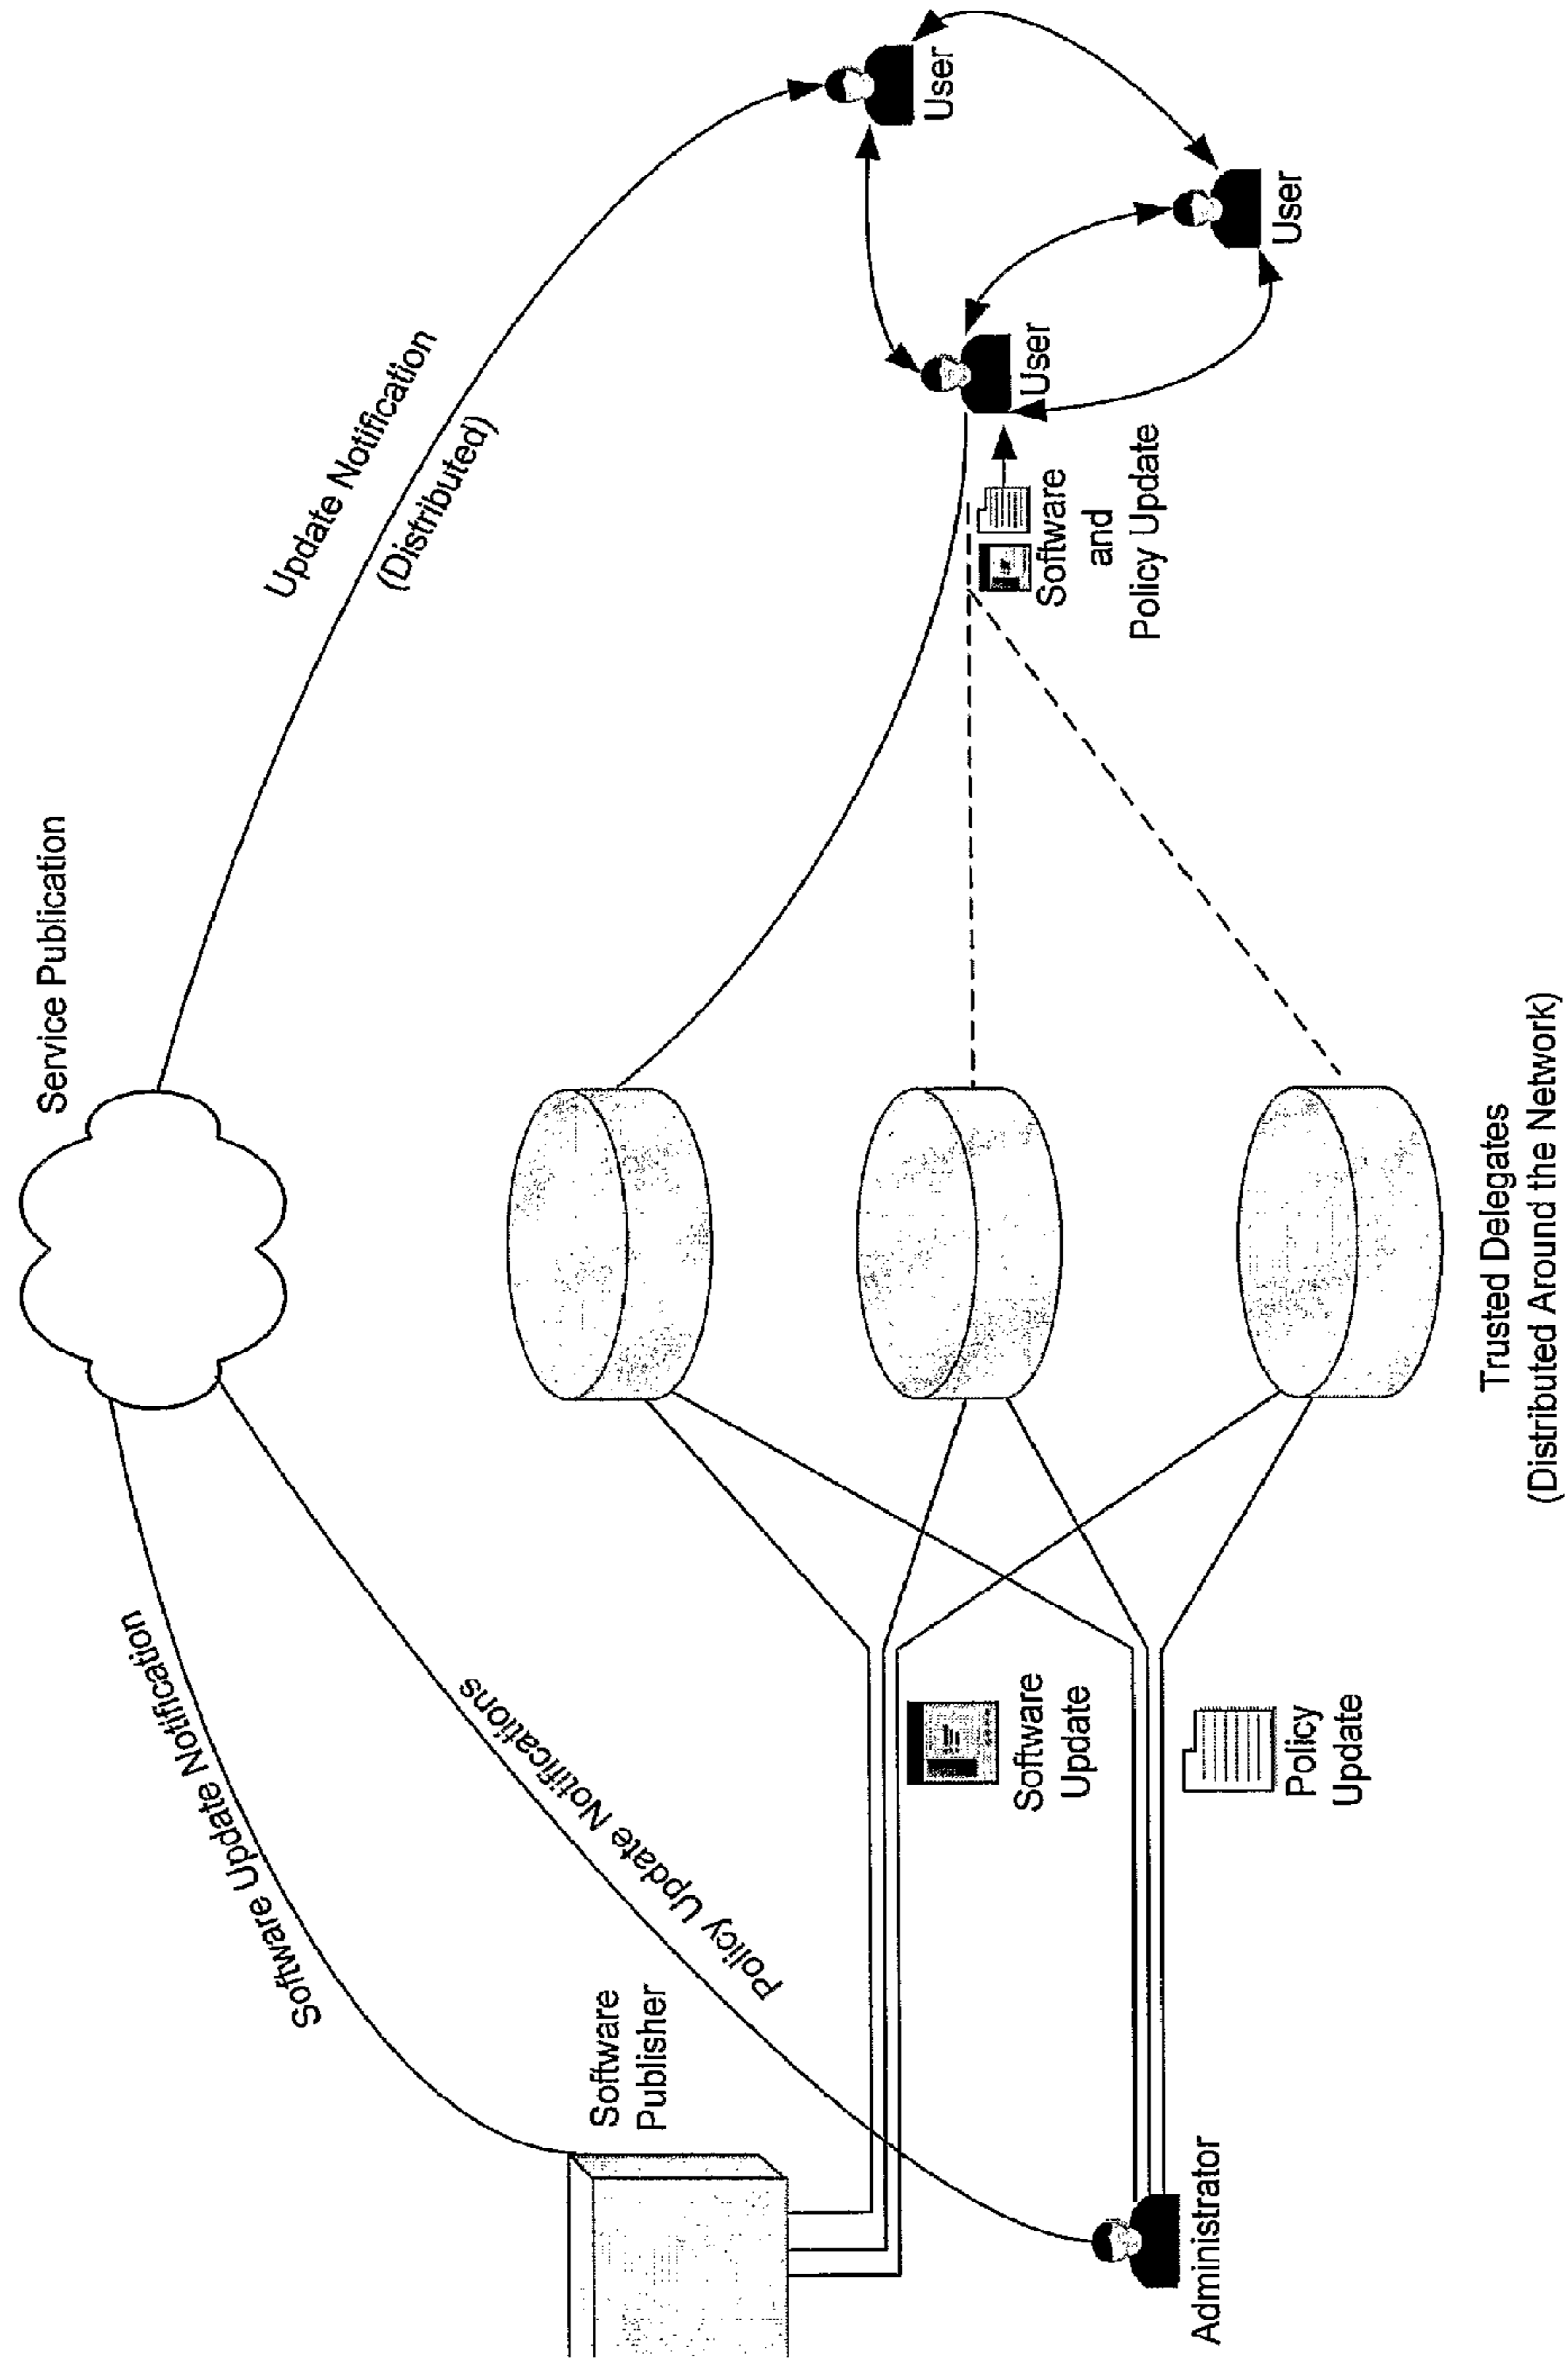 Service Publication
Update Notification
(Distributed)
Software Update Notification
Policy Update Notifications
Software
Publisher
Administrator
Software
Update
Policy
Update
Trusted Delegates
(Distributed Around the Network)
Software
and
Policy Update
User
User
User